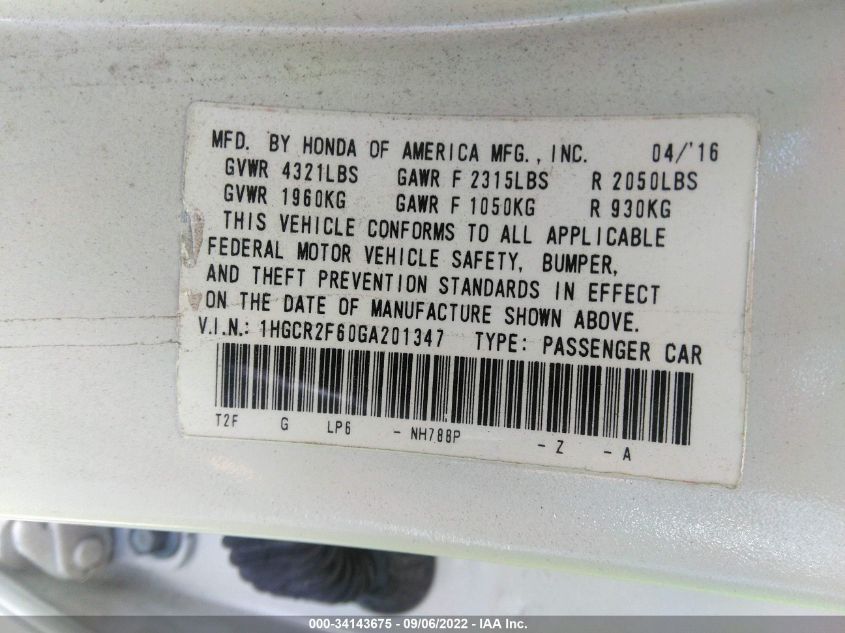 MFD. BY HONDA OF AMERICA MFG., INC. 04/'16
GVWR 4321LBS GAWR F 2315LBS R 2050LBS
GVWR 1960KG GAWR F 1050KG R 930KG
THIS VEHICLE CONFORMS TO ALL APPLICABLE
FEDERAL MOTOR VEHICLE SAFETY, BUMPER,
AND THEFT PREVENTION STANDARDS IN EFFECT
ON THE DATE OF MANUFACTURE SHOWN ABOVE.
V.I.N.: 1HGCR2F60GA201347 TYPE: PASSENGER CAR
T2F G LP6 - NH788P - Z - A
000-34143675 - 09/06/2022 - IAA Inc.